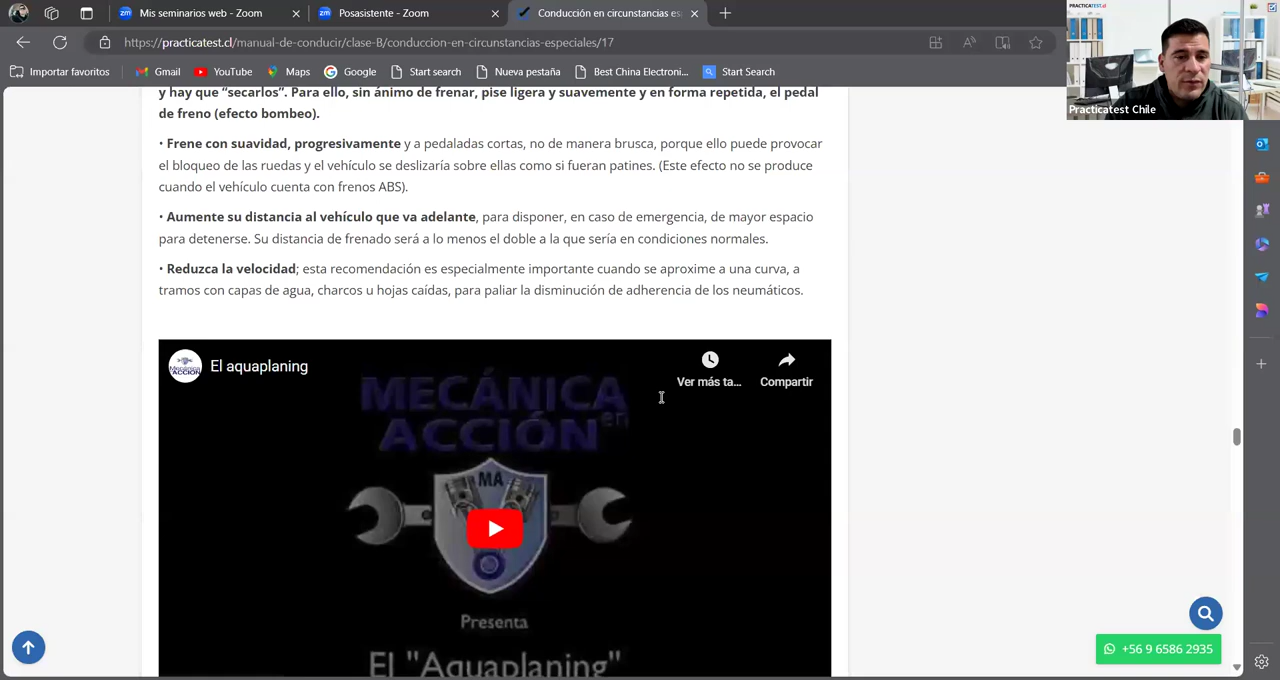 Mis seminarios web - Zoom
Posasistente - Zoom
Conducción en circunstancias es
PRACTICATEST.cl
https://practicatest.cl/manual-de-conducir/clase-B/conduccion-en-circunstancias-especiales/17
Importar favoritos
Gmail
YouTube
Maps
Google
Start search
Nueva pestaña
Best China Electroni...
Start Search
Practicatest Chile
y hay que “secarlos”. Para ello, sin ánimo de frenar, pise ligera y suavemente y en forma repetida, el pedal
de freno (efecto bombeo).
• Frene con suavidad, progresivamente y a pedaladas cortas, no de manera brusca, porque ello puede provocar
el bloqueo de las ruedas y el vehículo se deslizaría sobre ellas como si fueran patines. (Este efecto no se produce
cuando el vehículo cuenta con frenos ABS).
• Aumente su distancia al vehículo que va adelante, para disponer, en caso de emergencia, de mayor espacio
para detenerse. Su distancia de frenado será a lo menos el doble a la que sería en condiciones normales.
• Reduzca la velocidad; esta recomendación es especialmente importante cuando se aproxime a una curva, a
tramos con capas de agua, charcos u hojas caídas, para paliar la disminución de adherencia de los neumáticos.
El aquaplaning
Ver más ta...
Compartir
MECÁNICA
en
ACCIÓN
MA
Presenta
El "Aquaplaning"
+56 9 6586 2935